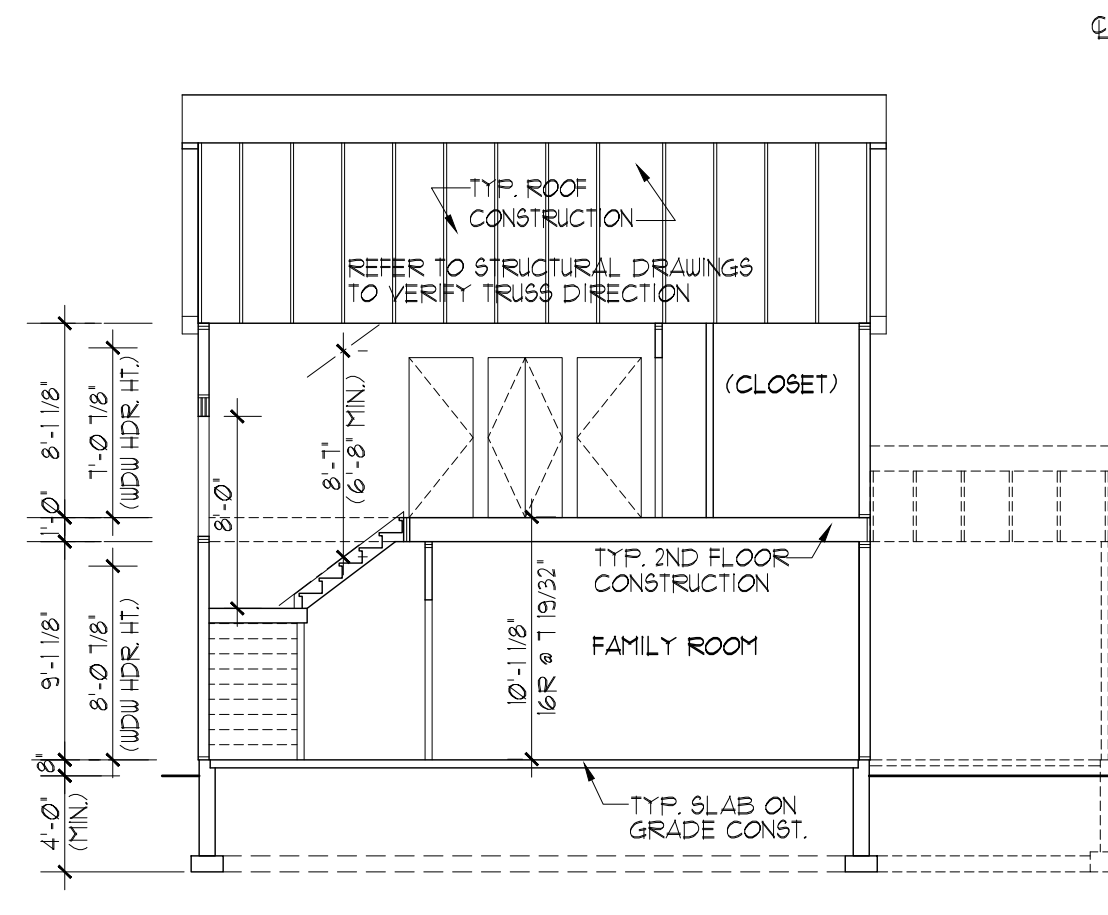 ℄
TYP. ROOF
CONSTRUCTION
REFER TO STRUCTURAL DRAWINGS
TO VERIFY TRUSS DIRECTION
8'-1 1/8"
7'-0 7/8"
(WDW HDR. HT.)
8'-7"
(6'-8" MIN.)
(CLOSET)
1'-0"
8'-0"
TYP. 2ND FLOOR
CONSTRUCTION
9'-1 1/8"
8'-0 7/8"
(WDW HDR. HT.)
10'-1 1/8"
16R @ 7 19/32"
FAMILY ROOM
8"
4'-0"
(MIN.)
TYP. SLAB ON
GRADE CONST.